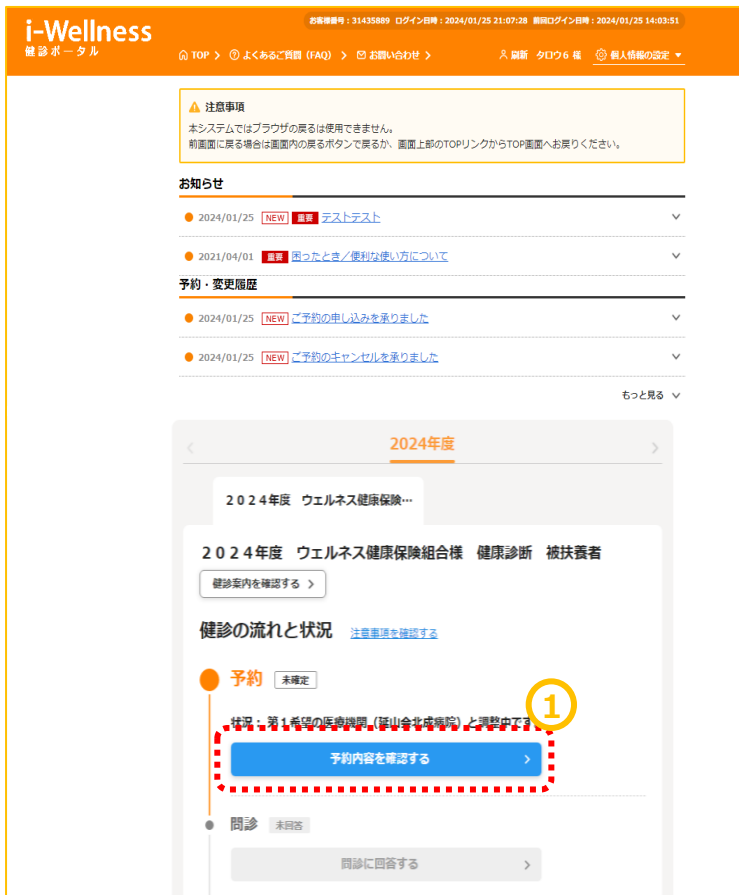 i-Wellness
健診ポータル
お客様番号：31435889 ログイン日時：2024/01/25 21:07:28 前回ログイン日時：2024/01/25 14:03:51
TOP > よくあるご質問（FAQ） > お問い合わせ >
刷新 タロウ6 様 個人情報の設定 ▼
注意事項
本システムではブラウザの戻るは使用できません。
前画面に戻る場合は画面内の戻るボタンで戻るか、画面上部のTOPリンクからTOP画面へお戻りください。
お知らせ
2024/01/25 NEW 重要 テストテスト
2021/04/01 重要 困ったとき／便利な使い方について
予約・変更履歴
2024/01/25 NEW ご予約の申し込みを承りました
2024/01/25 NEW ご予約のキャンセルを承りました
もっと見る
2024年度
２０２４年度 ウェルネス健康保険…
２０２４年度 ウェルネス健康保険組合様 健康診断 被扶養者
健診案内を確認する >
健診の流れと状況 注意事項を確認する
予約 未確定
1
状況： 第１希望の医療機関（延山会北成病院）と調整中です
予約内容を確認する >
問診 未回答
問診に回答する >